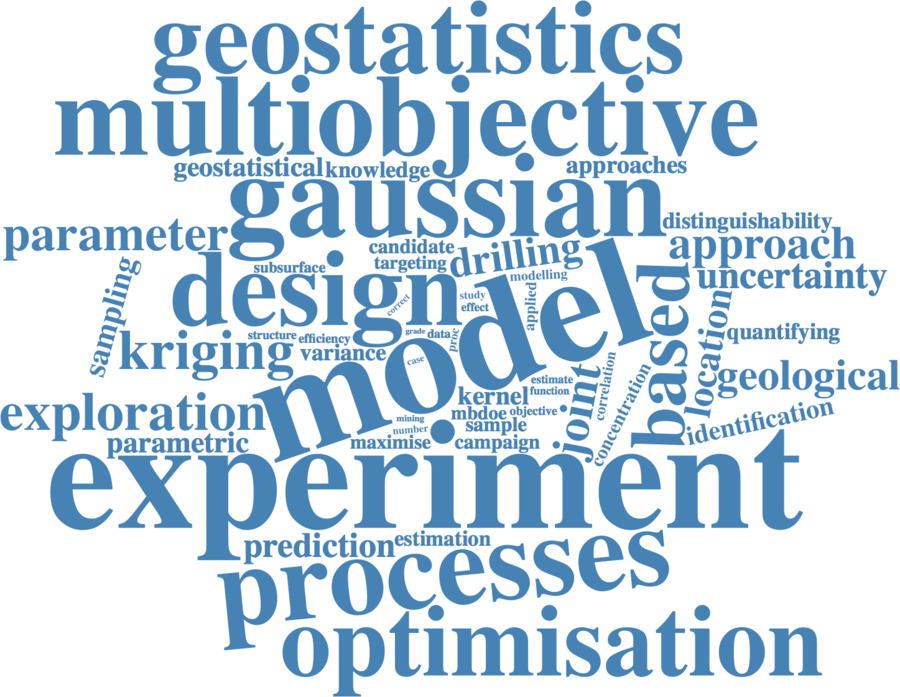 geostatistics
multiobjective
geostatistical knowledge approaches
gaussian
distinguishability
parameter
candidate
drilling
approach
targeting
subsurface
modelling
uncertainty
design
sampling
correct
study
effect
applied
based
location
quantifying
structure
efficiency
grade
data
proc
kriging
variance
model
case
joint
correlation
concentration
geological
estimate
function
kernel
exploration
mbdoe
objective
mining
number
sample
identification
parametric
maximise
campaign
experiment
prediction
estimation
processes
optimisation